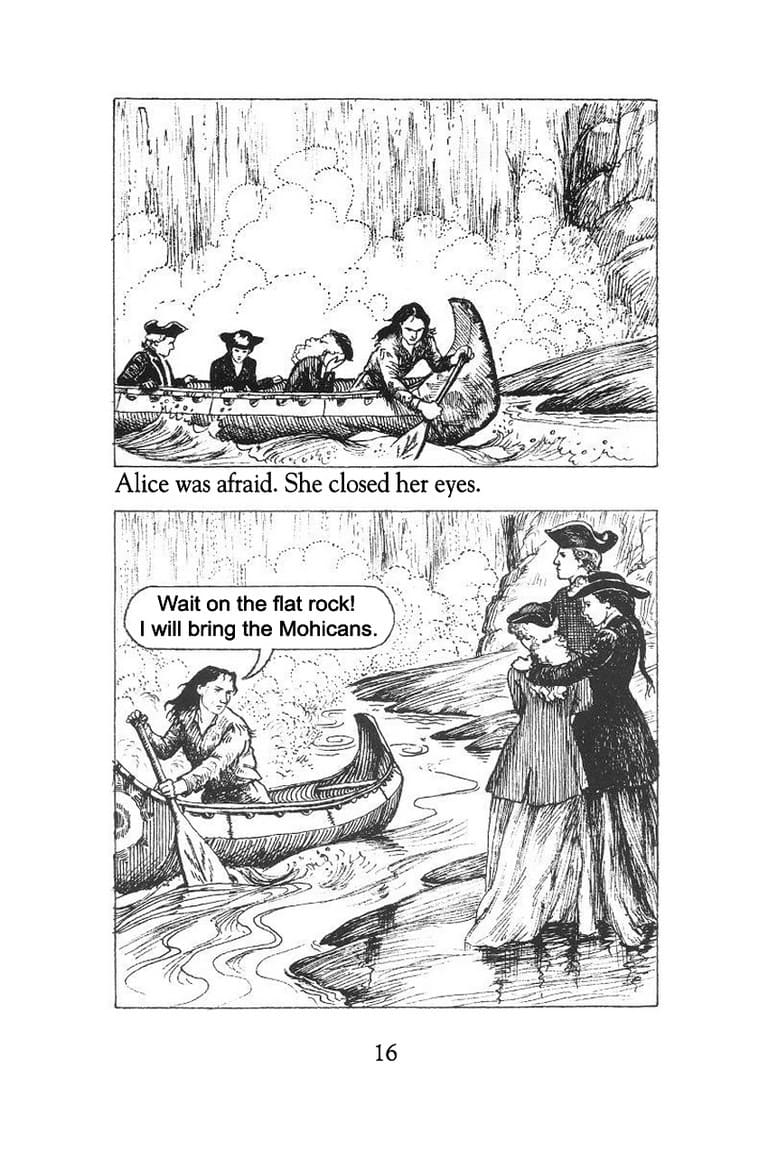 Alice was afraid. She closed her eyes.
Wait on the flat rock!
I will bring the Mohicans.
16